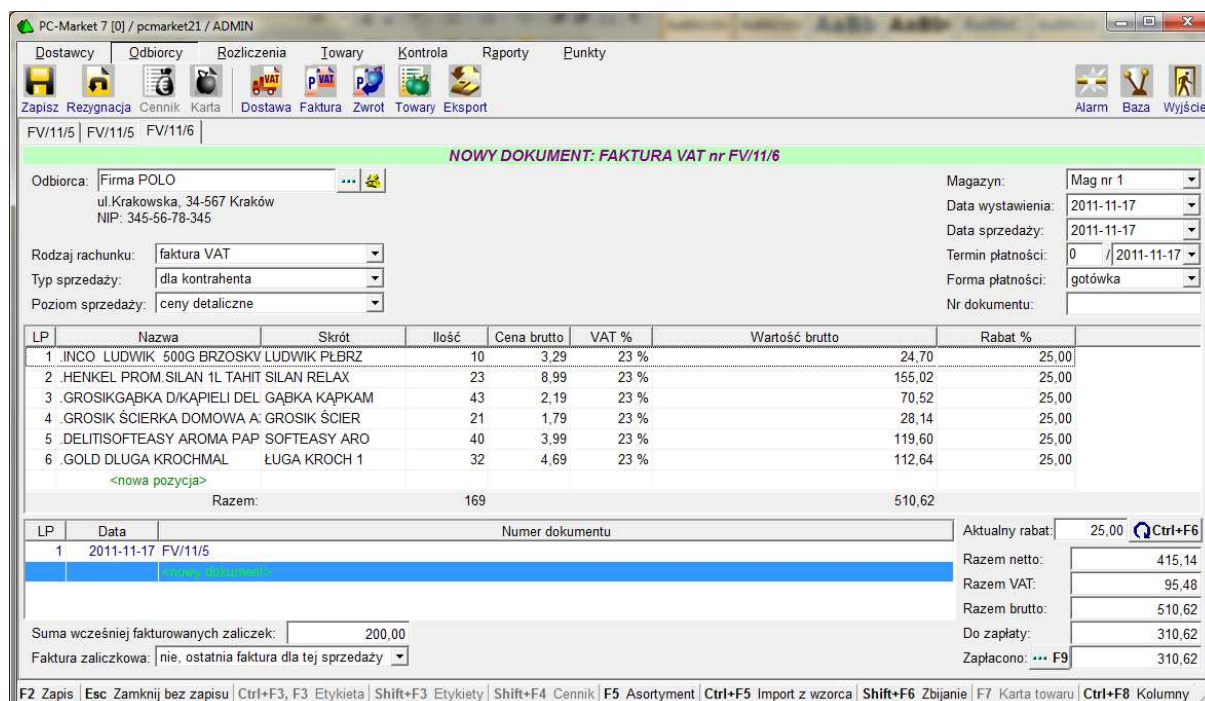 PC-Market 7 [0] / pcmarket21 / ADMIN
Dostawcy Odbiorcy Rozliczenia Towary Kontrola Raporty Punkty
Zapisz Rezygnacja Cennik Karta Dostawa Faktura Zwrot Towary Eksport Alarm Baza Wyjście
FV/11/5 FV/11/5 FV/11/6
NOWY DOKUMENT: FAKTURA VAT nr FV/11/6
Odbiorca: Firma POLO ... Magazyn: Mag nr 1
ul.Krakowska, 34-567 Kraków Data wystawienia: 2011-11-17
NIP: 345-56-78-345 Data sprzedaży: 2011-11-17
Rodzaj rachunku: faktura VAT Termin płatności: 0 / 2011-11-17
Typ sprzedaży: dla kontrahenta Forma płatności: gotówka
Poziom sprzedaży: ceny detaliczne Nr dokumentu:
LP Nazwa Skrót Ilość Cena brutto VAT % Wartość brutto Rabat %
1 .INCO LUDWIK 500G BRZOSKV LUDWIK PŁBRZ 10 3,29 23 % 24,70 25,00
2 .HENKEL PROM.SILAN 1L TAHIT SILAN RELAX 23 8,99 23 % 155,02 25,00
3 .GROSIKGĄBKA D/KĄPIELI DEL GĄBKA KĄPKAM 43 2,19 23 % 70,52 25,00
4 .GROSIK ŚCIERKA DOMOWA A: GROSIK ŚCIER 21 1,79 23 % 28,14 25,00
5 .DELITISOFTEASY AROMA PAP SOFTEASY ARO 40 3,99 23 % 119,60 25,00
6 .GOLD DLUGA KROCHMAL ŁUGA KROCH 1 32 4,69 23 % 112,64 25,00
<nowa pozycja>
Razem: 169 510,62
LP Data Numer dokumentu Aktualny rabat: 25,00 Ctrl+F6
1 2011-11-17 FV/11/5 Razem netto: 415,14
<nowy dokument> Razem VAT: 95,48
Razem brutto: 510,62
Suma wcześniej fakturowanych zaliczek: 200,00 Do zapłaty: 310,62
Faktura zaliczkowa: nie, ostatnia faktura dla tej sprzedaży Zapłacono: ... F9 310,62
F2 Zapis Esc Zamknij bez zapisu Ctrl+F3, F3 Etykieta Shift+F3 Etykiety Shift+F4 Cennik F5 Asortyment Ctrl+F5 Import z wzorca Shift+F6 Zbijanie F7 Karta towaru Ctrl+F8 Kolumny